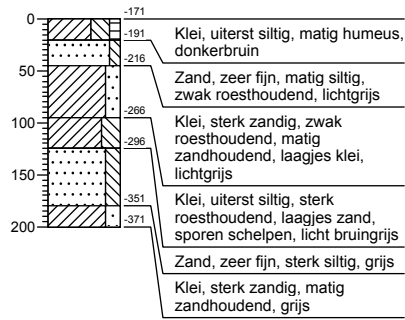 0
50
100
150
200
-171
-191
-216
-266
-296
-351
-371
Klei, uiterst siltig, matig humeus,
donkerbruin
Zand, zeer fijn, matig siltig,
zwak roesthoudend, lichtgrijs
Klei, sterk zandig, zwak
roesthoudend, matig
zandhoudend, laagjes klei,
lichtgrijs
Klei, uiterst siltig, sterk
roesthoudend, laagjes zand,
sporen schelpen, licht bruingrijs
Zand, zeer fijn, sterk siltig, grijs
Klei, sterk zandig, matig
zandhoudend, grijs